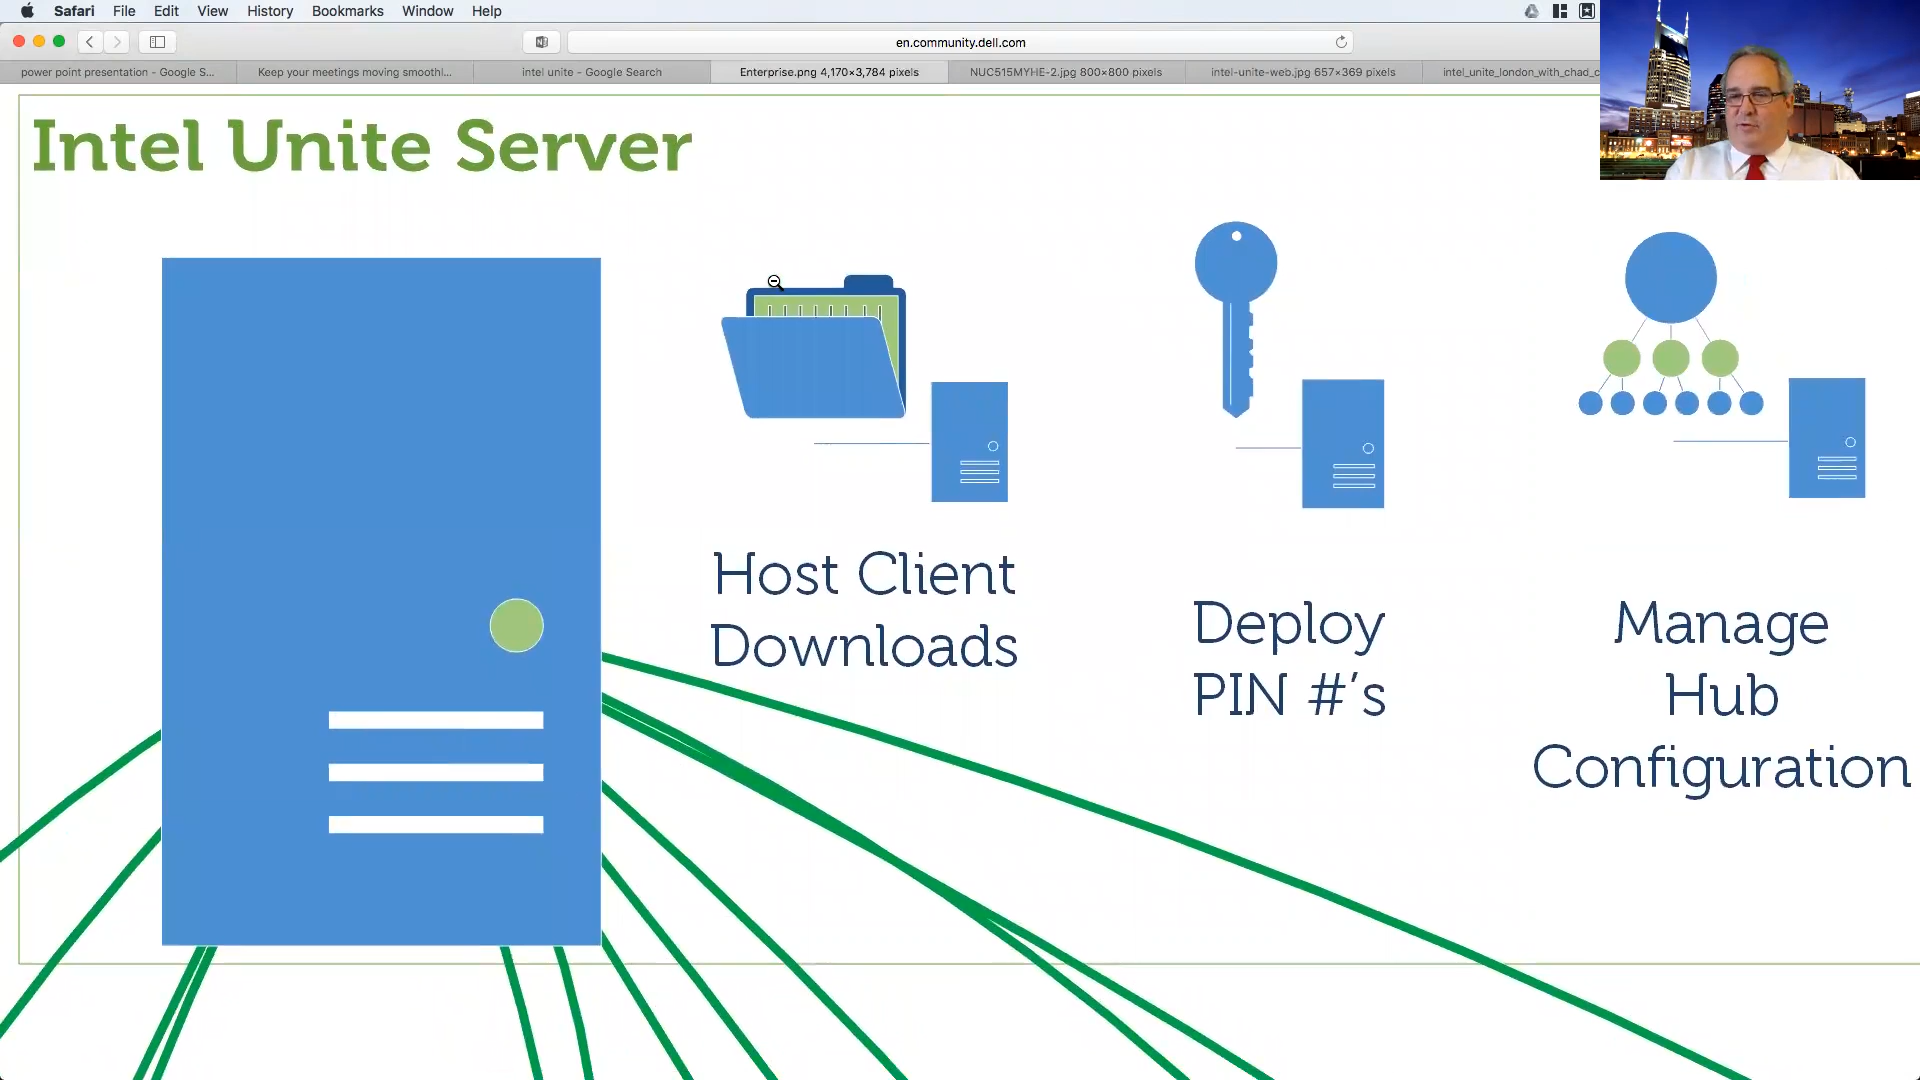 Safari File Edit View History Bookmarks Window Help
en.community.dell.com
power point presentation - Google S...
Keep your meetings moving smoothl...
intel unite - Google Search
Enterprise.png 4,170×3,784 pixels
NUC515MYHE-2.jpg 800×800 pixels
intel-unite-web.jpg 657×369 pixels
intel_unite_london_with_chad_c
Intel Unite Server
Host Client
Downloads
Deploy
PIN #'s
Manage
Hub
Configuration